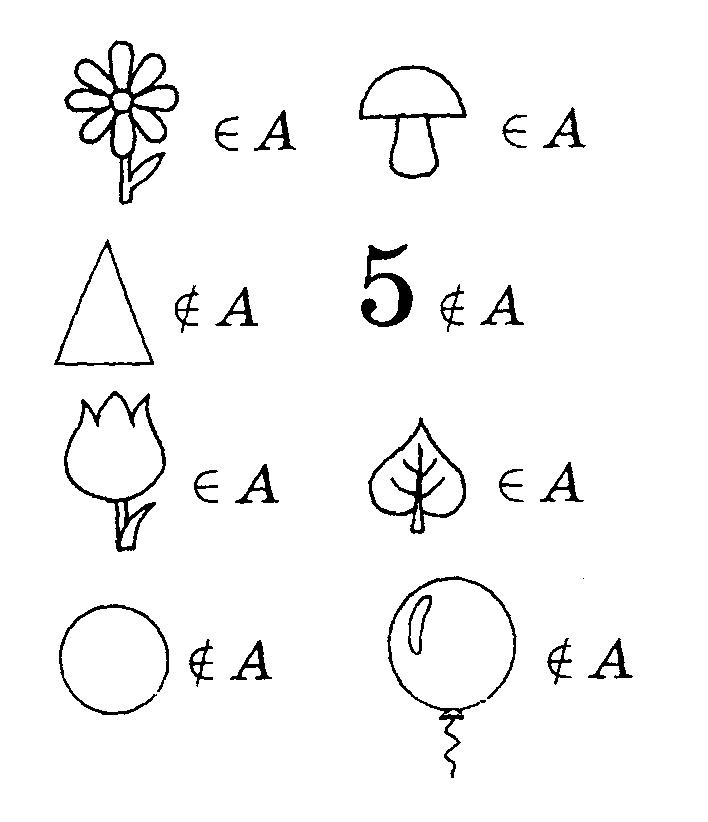 ∈ A ∈ A
∉ A 5 ∉ A
∈ A ∈ A
∉ A ∉ A